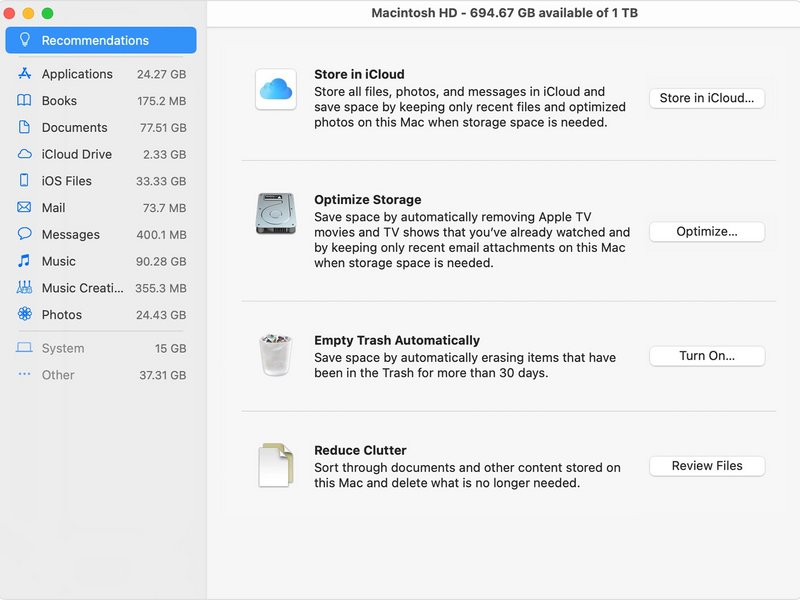 Macintosh HD - 694.67 GB available of 1 TB
Recommendations
Applications 24.27 GB
Books 175.2 MB
Documents 77.51 GB
iCloud Drive 2.33 GB
iOS Files 33.33 GB
Mail 73.7 MB
Messages 400.1 MB
Music 90.28 GB
Music Creati... 355.3 MB
Photos 24.43 GB
System 15 GB
Other 37.31 GB
Store in iCloud
Store all files, photos, and messages in iCloud and
save space by keeping only recent files and optimized
photos on this Mac when storage space is needed.
Store in iCloud...
Optimize Storage
Save space by automatically removing Apple TV
movies and TV shows that you’ve already watched and
by keeping only recent email attachments on this Mac
when storage space is needed.
Optimize...
Empty Trash Automatically
Save space by automatically erasing items that have
been in the Trash for more than 30 days.
Turn On...
Reduce Clutter
Sort through documents and other content stored on
this Mac and delete what is no longer needed.
Review Files